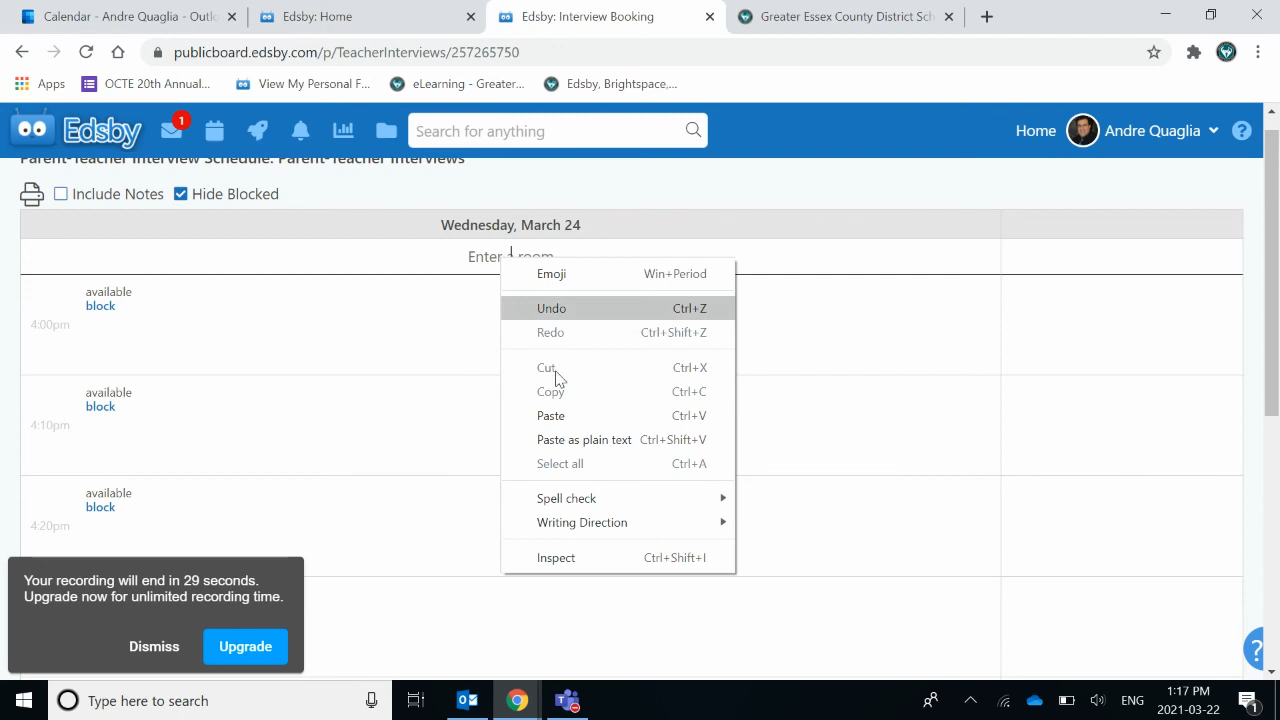 Calendar - Andre Quaglia - Outlo
Edsby: Home
Edsby: Interview Booking
Greater Essex County District Sch
publicboard.edsby.com/p/TeacherInterviews/257265750
Apps
OCTE 20th Annual...
View My Personal F...
eLearning - Greater...
Edsby, Brightspace,...
Edsby
1
Search for anything
Home
Andre Quaglia
?
Parent-Teacher Interview Schedule: Parent-Teacher Interviews
Include Notes
Hide Blocked
Wednesday, March 24
Enter a room
available
block
4:00pm
available
block
4:10pm
available
block
4:20pm
Emoji Win+Period
Undo Ctrl+Z
Redo Ctrl+Shift+Z
Cut Ctrl+X
Copy Ctrl+C
Paste Ctrl+V
Paste as plain text Ctrl+Shift+V
Select all Ctrl+A
Spell check
Writing Direction
Inspect Ctrl+Shift+I
Your recording will end in 29 seconds.
Upgrade now for unlimited recording time.
Dismiss
Upgrade
?
Type here to search
ENG
1:17 PM
2021-03-22
1